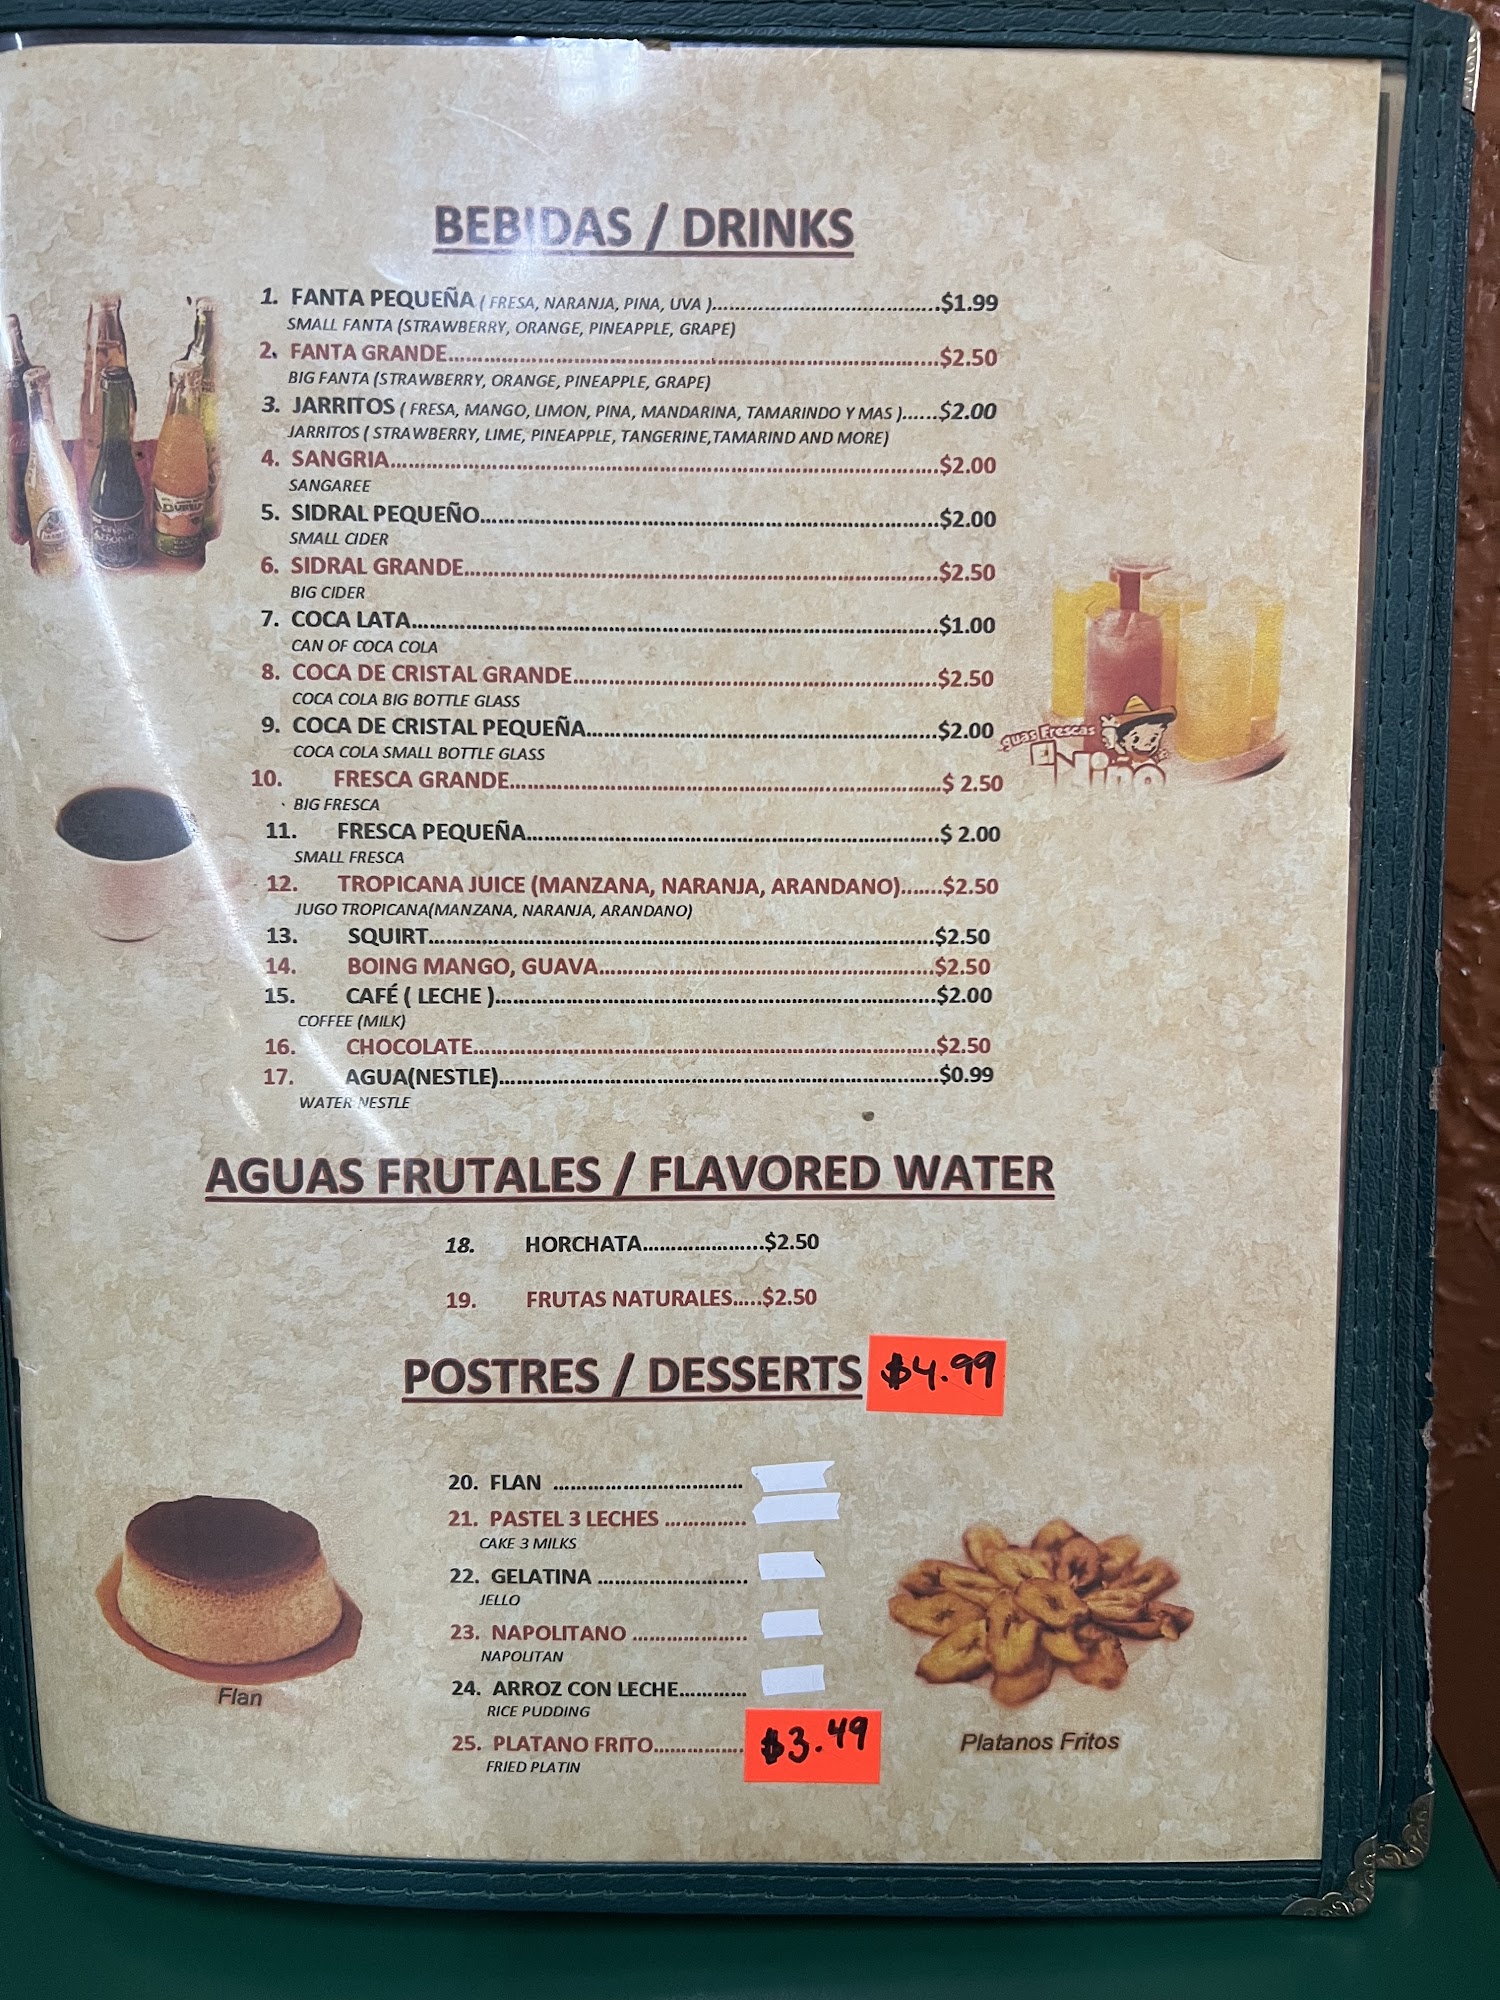 BEBIDAS / DRINKS
1. FANTA PEQUEÑA ( FRESA, NARANJA, PINA, UVA )..........$1.99
SMALL FANTA (STRAWBERRY, ORANGE, PINEAPPLE, GRAPE)
2. FANTA GRANDE..........$2.50
BIG FANTA (STRAWBERRY, ORANGE, PINEAPPLE, GRAPE)
3. JARRITOS ( FRESA, MANGO, LIMON, PINA, MANDARINA, TAMARINDO Y MAS )......$2.00
JARRITOS ( STRAWBERRY, LIME, PINEAPPLE, TANGERINE,TAMARIND AND MORE)
4. SANGRIA..........$2.00
SANGAREE
5. SIDRAL PEQUEÑO..........$2.00
SMALL CIDER
6. SIDRAL GRANDE..........$2.50
BIG CIDER
7. COCA LATA..........$1.00
CAN OF COCA COLA
8. COCA DE CRISTAL GRANDE..........$2.50
COCA COLA BIG BOTTLE GLASS
9. COCA DE CRISTAL PEQUEÑA..........$2.00
COCA COLA SMALL BOTTLE GLASS
Aguas Frescas
El Niño
10. FRESCA GRANDE..........$ 2.50
BIG FRESCA
11. FRESCA PEQUEÑA..........$ 2.00
SMALL FRESCA
12. TROPICANA JUICE (MANZANA, NARANJA, ARANDANO).......$2.50
JUGO TROPICANA(MANZANA, NARANJA, ARANDANO)
13. SQUIRT..........$2.50
14. BOING MANGO, GUAVA..........$2.50
15. CAFÉ ( LECHE )..........$2.00
COFFEE (MILK)
16. CHOCOLATE..........$2.50
17. AGUA(NESTLE)..........$0.99
WATER NESTLE
AGUAS FRUTALES / FLAVORED WATER
18. HORCHATA..........$2.50
19. FRUTAS NATURALES.....$2.50
POSTRES / DESSERTS $4.99
20. FLAN ..........
21. PASTEL 3 LECHES ..........
CAKE 3 MILKS
22. GELATINA ..........
JELLO
23. NAPOLITANO ..........
NAPOLITAN
24. ARROZ CON LECHE..........
RICE PUDDING
25. PLATANO FRITO.......... $3.49
FRIED PLATIN
Flan
Platanos Fritos